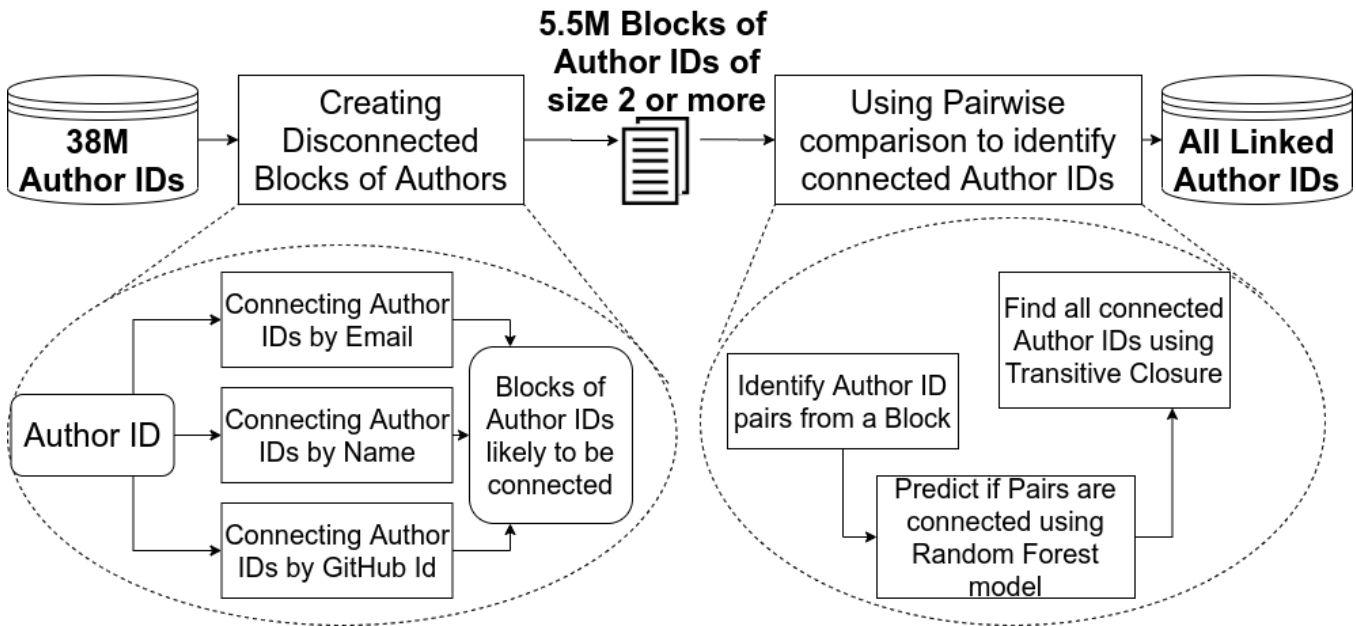 38M
Author IDs
Creating
Disconnected
Blocks of Authors
5.5M Blocks of
Author IDs of
size 2 or more
Using Pairwise
comparison to identify
connected Author IDs
All Linked
Author IDs
Author ID
Connecting Author
IDs by Email
Connecting Author
IDs by Name
Connecting Author
IDs by GitHub Id
Blocks of
Author IDs
likely to be
connected
Identify Author ID
pairs from a Block
Predict if Pairs are
connected using
Random Forest
model
Find all connected
Author IDs using
Transitive Closure